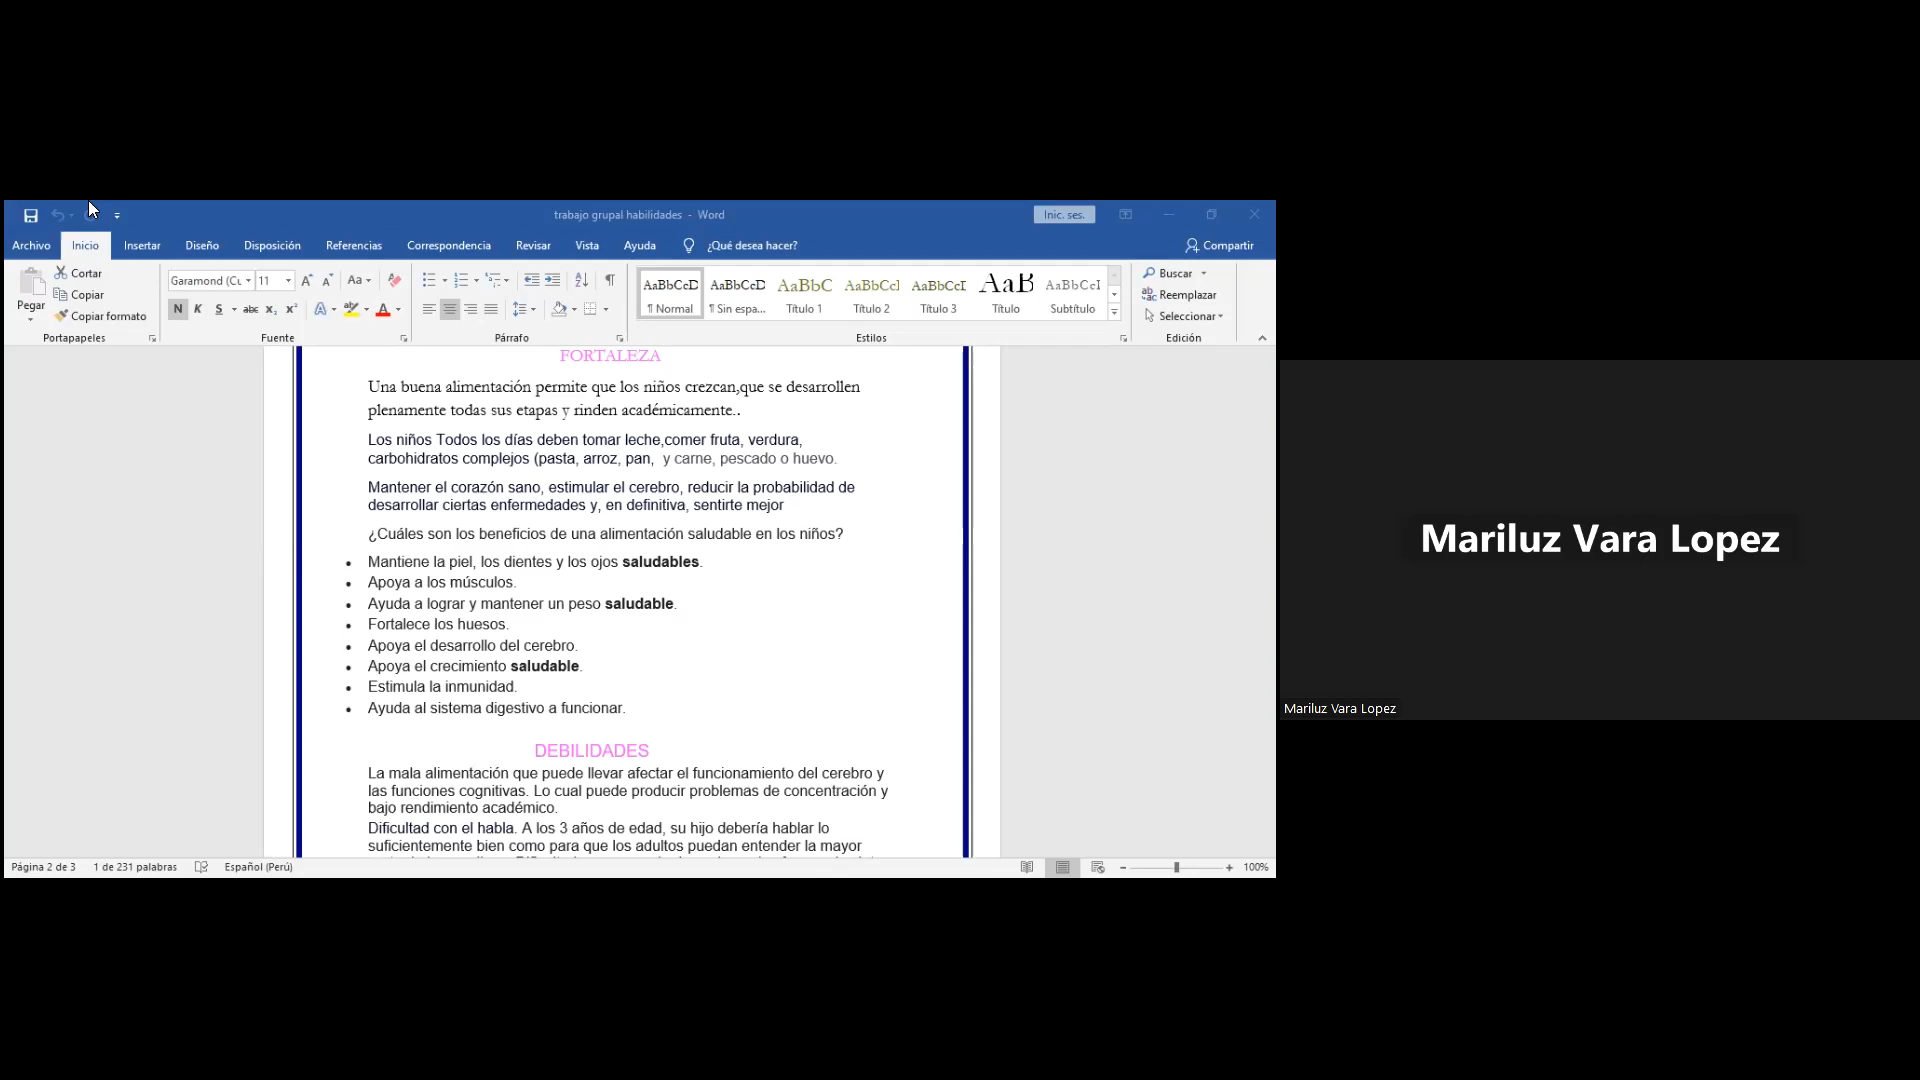 trabajo grupal habilidades - Word
Inic. ses.
Archivo Inicio Insertar Diseño Disposición Referencias Correspondencia Revisar Vista Ayuda ¿Qué desea hacer? Compartir
Pegar
Cortar
Copiar
Copiar formato
Portapapeles
Garamond (Cu 11
Aa
N K S abc x₂ x²
A A
Fuente
Párrafo
AaBbCcD AaBbCcD AaBbC AaBbCcI AaBbCcI AaB AaBbCcI
¶ Normal ¶ Sin espa... Título 1 Título 2 Título 3 Título Subtítulo
Estilos
Buscar
Reemplazar
Seleccionar
Edición
FORTALEZA
Una buena alimentación permite que los niños crezcan,que se desarrollen
plenamente todas sus etapas y rinden académicamente..
Los niños Todos los días deben tomar leche,comer fruta, verdura,
carbohidratos complejos (pasta, arroz, pan, y carne, pescado o huevo.
Mantener el corazón sano, estimular el cerebro, reducir la probabilidad de
desarrollar ciertas enfermedades y, en definitiva, sentirte mejor
¿Cuáles son los beneficios de una alimentación saludable en los niños?
• Mantiene la piel, los dientes y los ojos saludables.
• Apoya a los músculos.
• Ayuda a lograr y mantener un peso saludable.
• Fortalece los huesos.
• Apoya el desarrollo del cerebro.
• Apoya el crecimiento saludable.
• Estimula la inmunidad.
• Ayuda al sistema digestivo a funcionar.
DEBILIDADES
La mala alimentación que puede llevar afectar el funcionamiento del cerebro y
las funciones cognitivas. Lo cual puede producir problemas de concentración y
bajo rendimiento académico.
Dificultad con el habla. A los 3 años de edad, su hijo debería hablar lo
suficientemente bien como para que los adultos puedan entender la mayor
Página 2 de 3 1 de 231 palabras Español (Perú) 100%
Mariluz Vara Lopez
Mariluz Vara Lopez